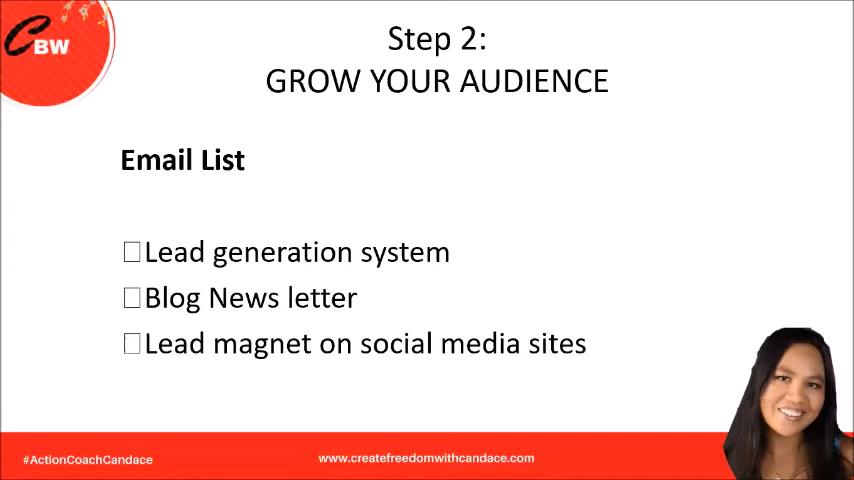 CBW
Step 2:
GROW YOUR AUDIENCE
Email List
Lead generation system
Blog News letter
Lead magnet on social media sites
#ActionCoachCandace
www.createfreedomwithcandace.com